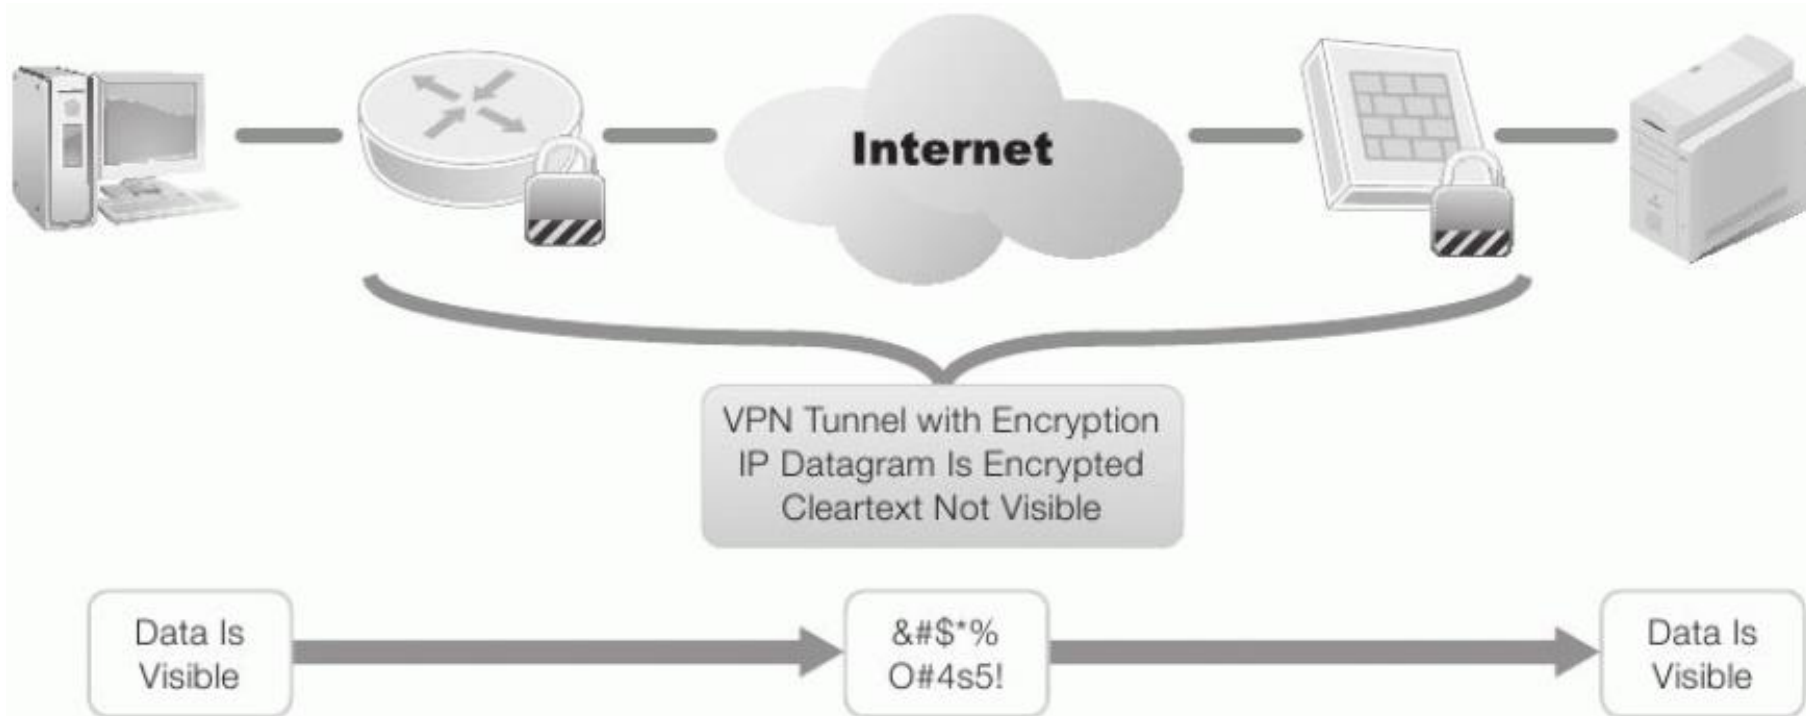 Internet
VPN Tunnel with Encryption
IP Datagram Is Encrypted
Cleartext Not Visible
Data Is
Visible
&#$*%
O#4s5!
Data Is
Visible